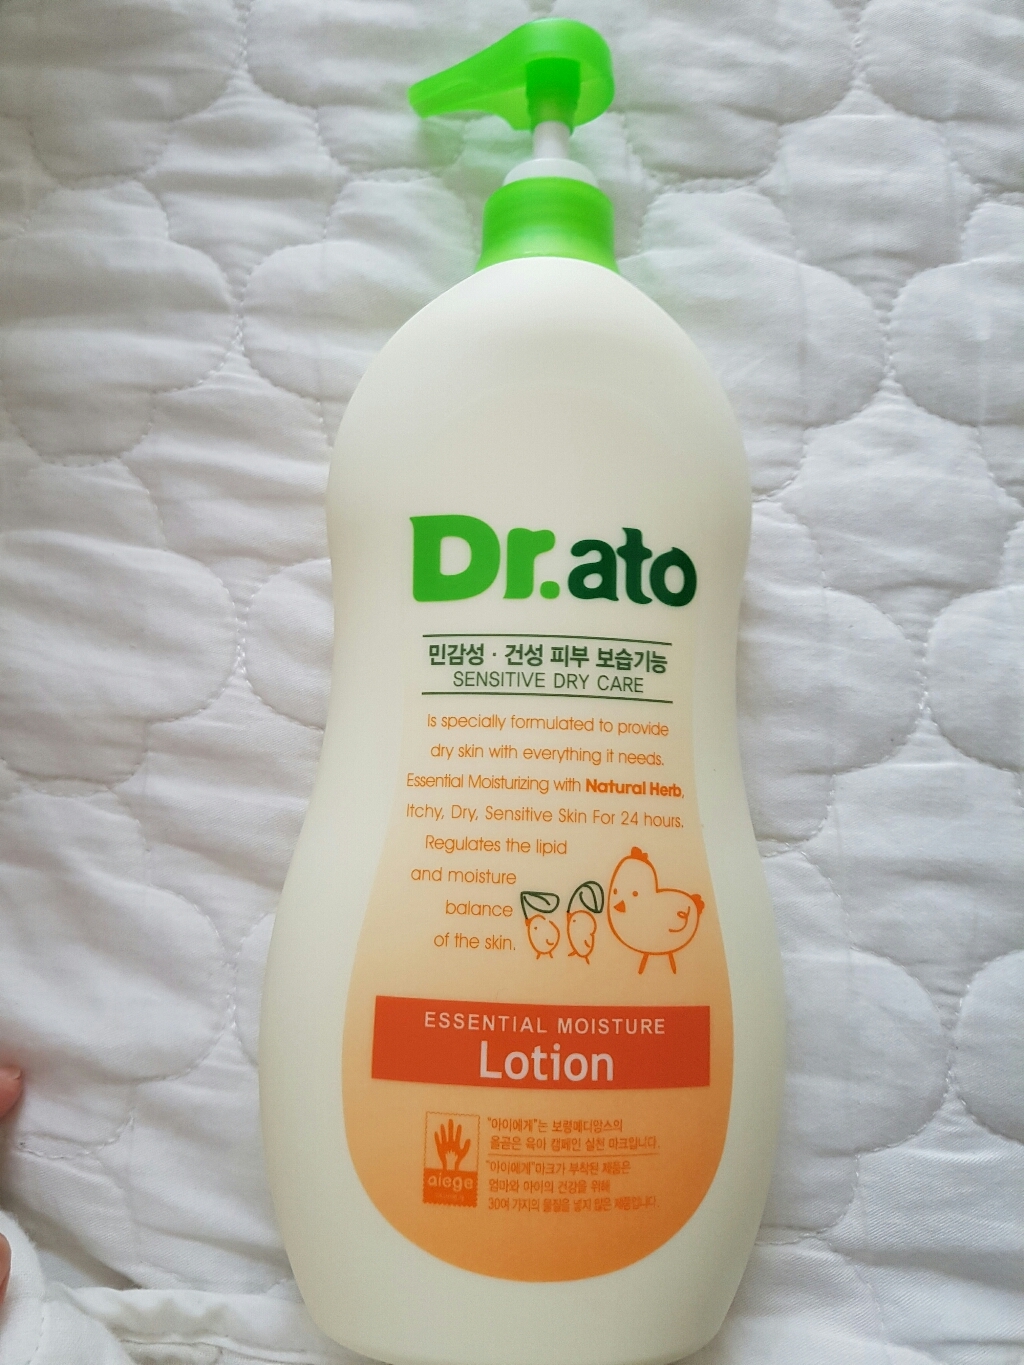 Dr.ato
민감성 · 건성 피부 보습기능
SENSITIVE DRY CARE
Is specially formulated to provide
dry skin with everything it needs.
Essential Moisturizing with Natural Herb,
Itchy, Dry, Sensitive Skin For 24 hours.
Regulates the lipid
and moisture
balance
of the skin.
ESSENTIAL MOISTURE
Lotion
aiege
"아이에게"는 보령메디앙스의
올곧은 육아 캠페인 실천 마크입니다.
"아이에게"마크가 부착된 제품은
엄마와 아이의 건강을 위해
30여 가지의 물질을 넣지 않은 제품입니다.